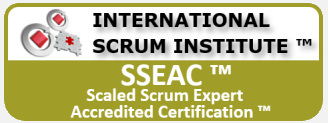 INTERNATIONAL
SCRUM INSTITUTE ™
SSEAC ™
Scaled Scrum Expert
Accredited Certification ™